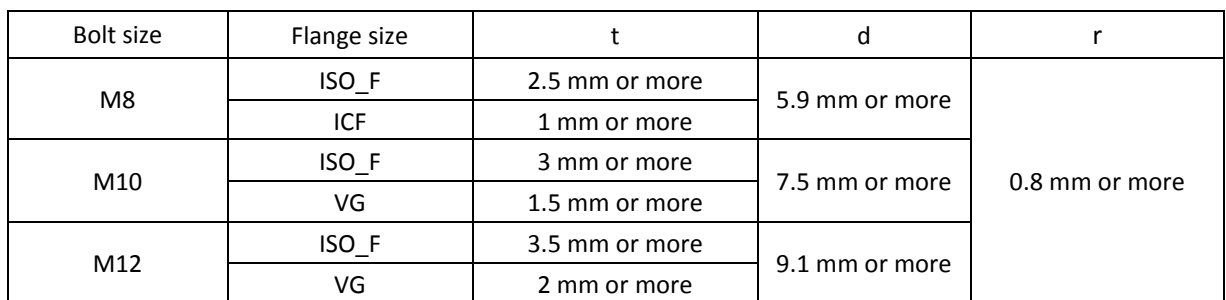 Bolt size Flange size t d r
M8 ISO_F 2.5 mm or more 5.9 mm or more 0.8 mm or more
ICF 1 mm or more
M10 ISO_F 3 mm or more 7.5 mm or more
VG 1.5 mm or more
M12 ISO_F 3.5 mm or more 9.1 mm or more
VG 2 mm or more